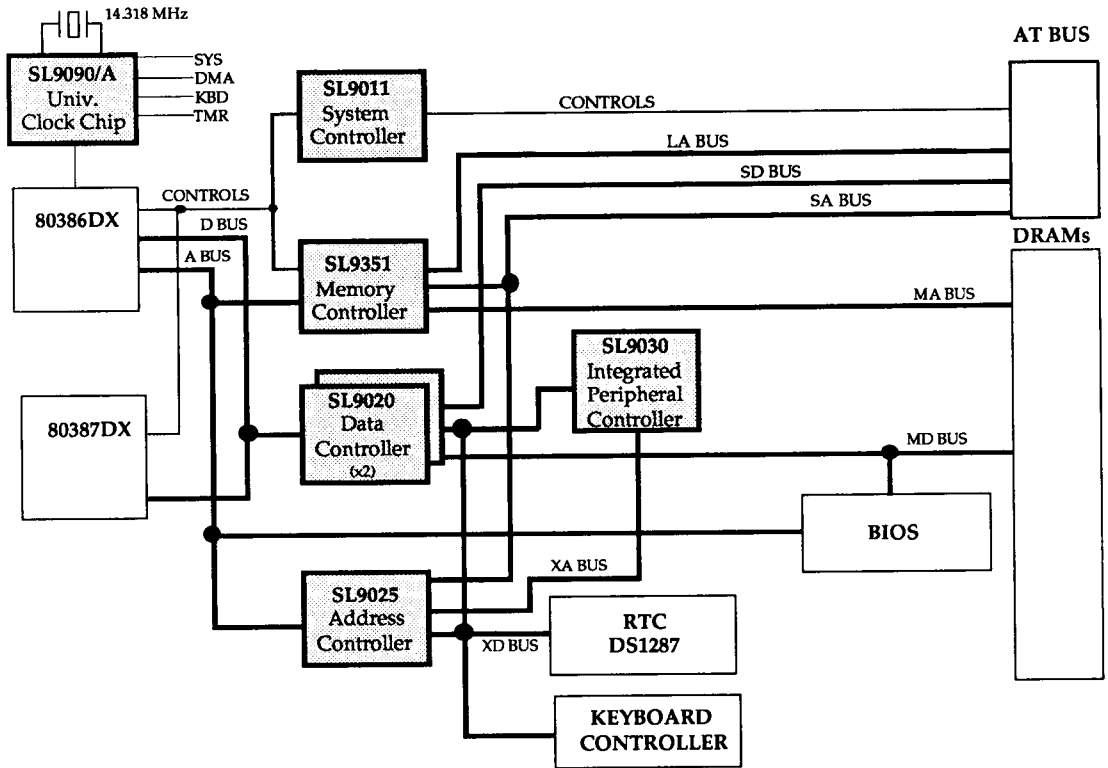 14.318 MHz
SL9090/A
Univ.
Clock Chip
SYS
DMA
KBD
TMR
SL9011
System
Controller
CONTROLS
AT BUS
LA BUS
SD BUS
SA BUS
80386DX
CONTROLS
D BUS
A BUS
SL9351
Memory
Controller
DRAMs
MA BUS
SL9030
Integrated
Peripheral
Controller
80387DX
SL9020
Data
Controller
(x2)
MD BUS
BIOS
XA BUS
SL9025
Address
Controller
XD BUS
RTC
DS1287
KEYBOARD
CONTROLLER